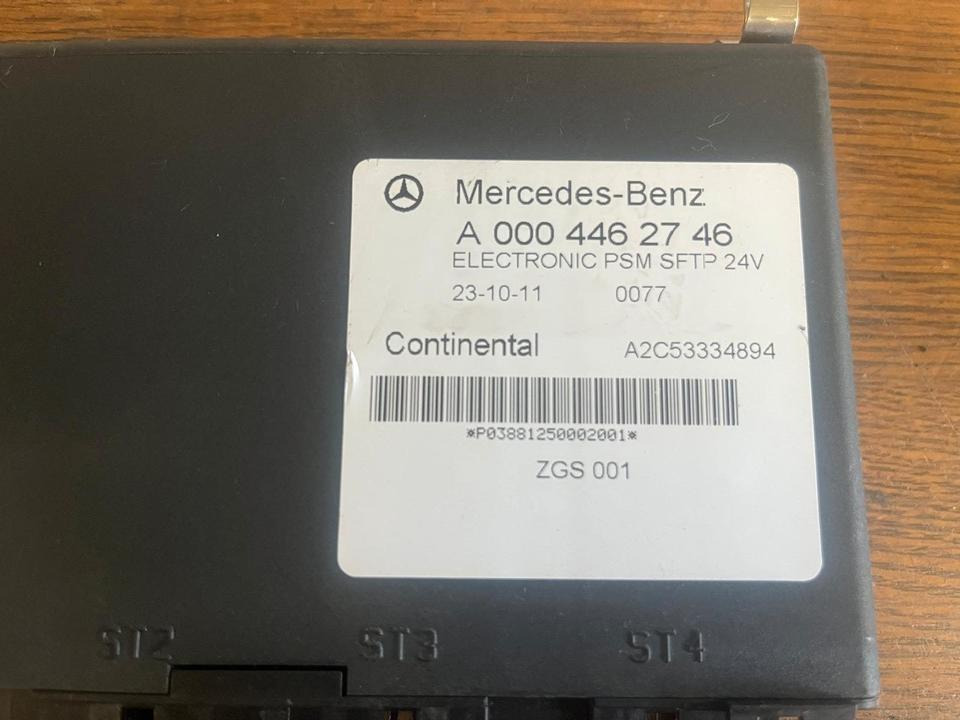 Mercedes-Benz
A 000 446 27 46
ELECTRONIC PSM SFTP 24V
23-10-11 0077
Continental A2C53334894
*P03881250002001*
ZGS 001
ST2 ST3 ST4